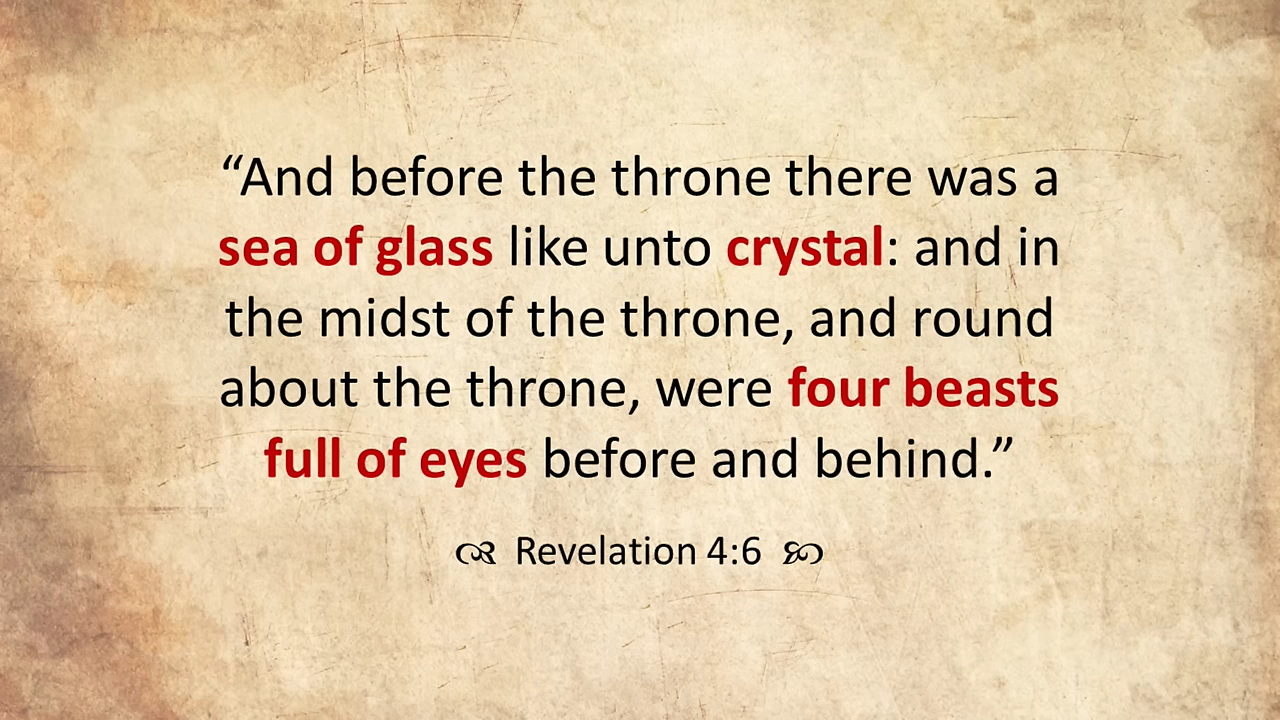 “And before the throne there was a
sea of glass like unto crystal: and in
the midst of the throne, and round
about the throne, were four beasts
full of eyes before and behind.”
Revelation 4:6